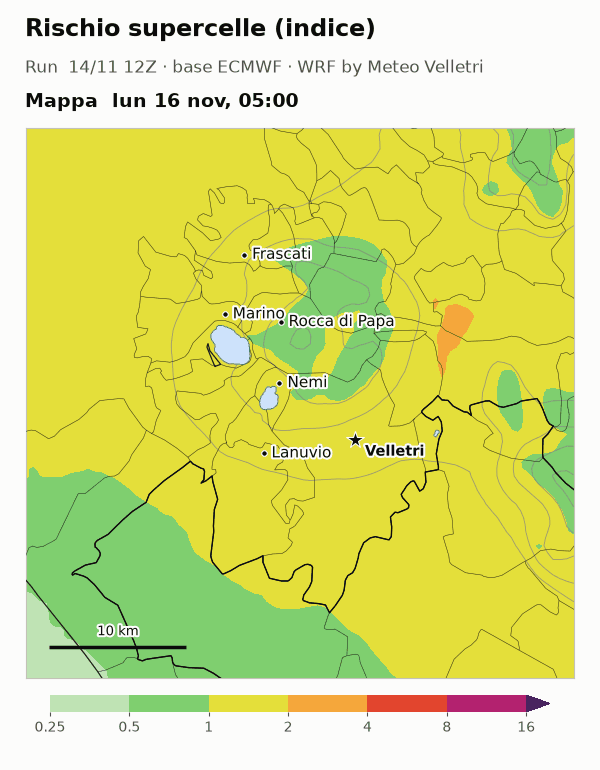 Rischio supercelle (indice)
Run 14/11 12Z · base ECMWF · WRF by Meteo Velletri
Mappa lun 16 nov, 05:00
Frascati
Marino
Rocca di Papa
Nemi
Velletri
Lanuvio
10 km
0.25 0.5 1 2 4 8 16